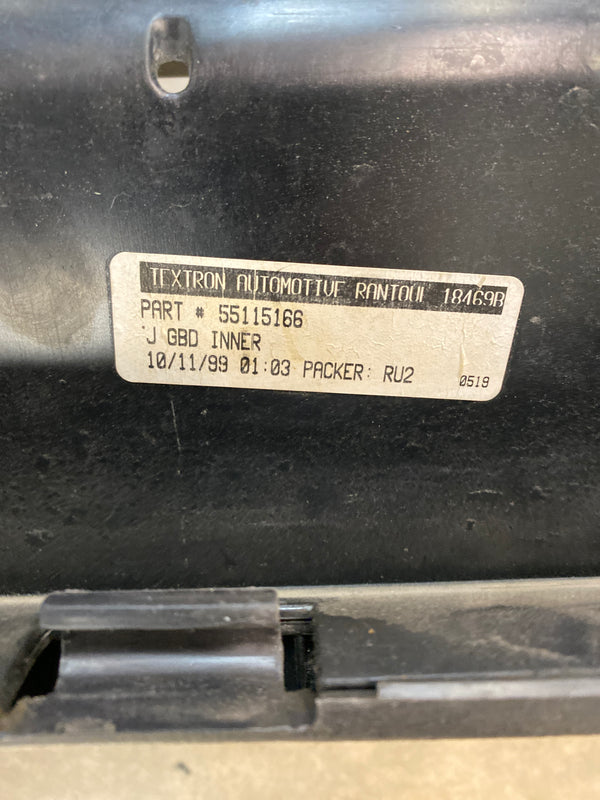 TEXTRON AUTOMOTIVE RANTOUL 18469B
PART # 55115166
'J GBD INNER
10/11/99 01:03 PACKER: RU2 0519